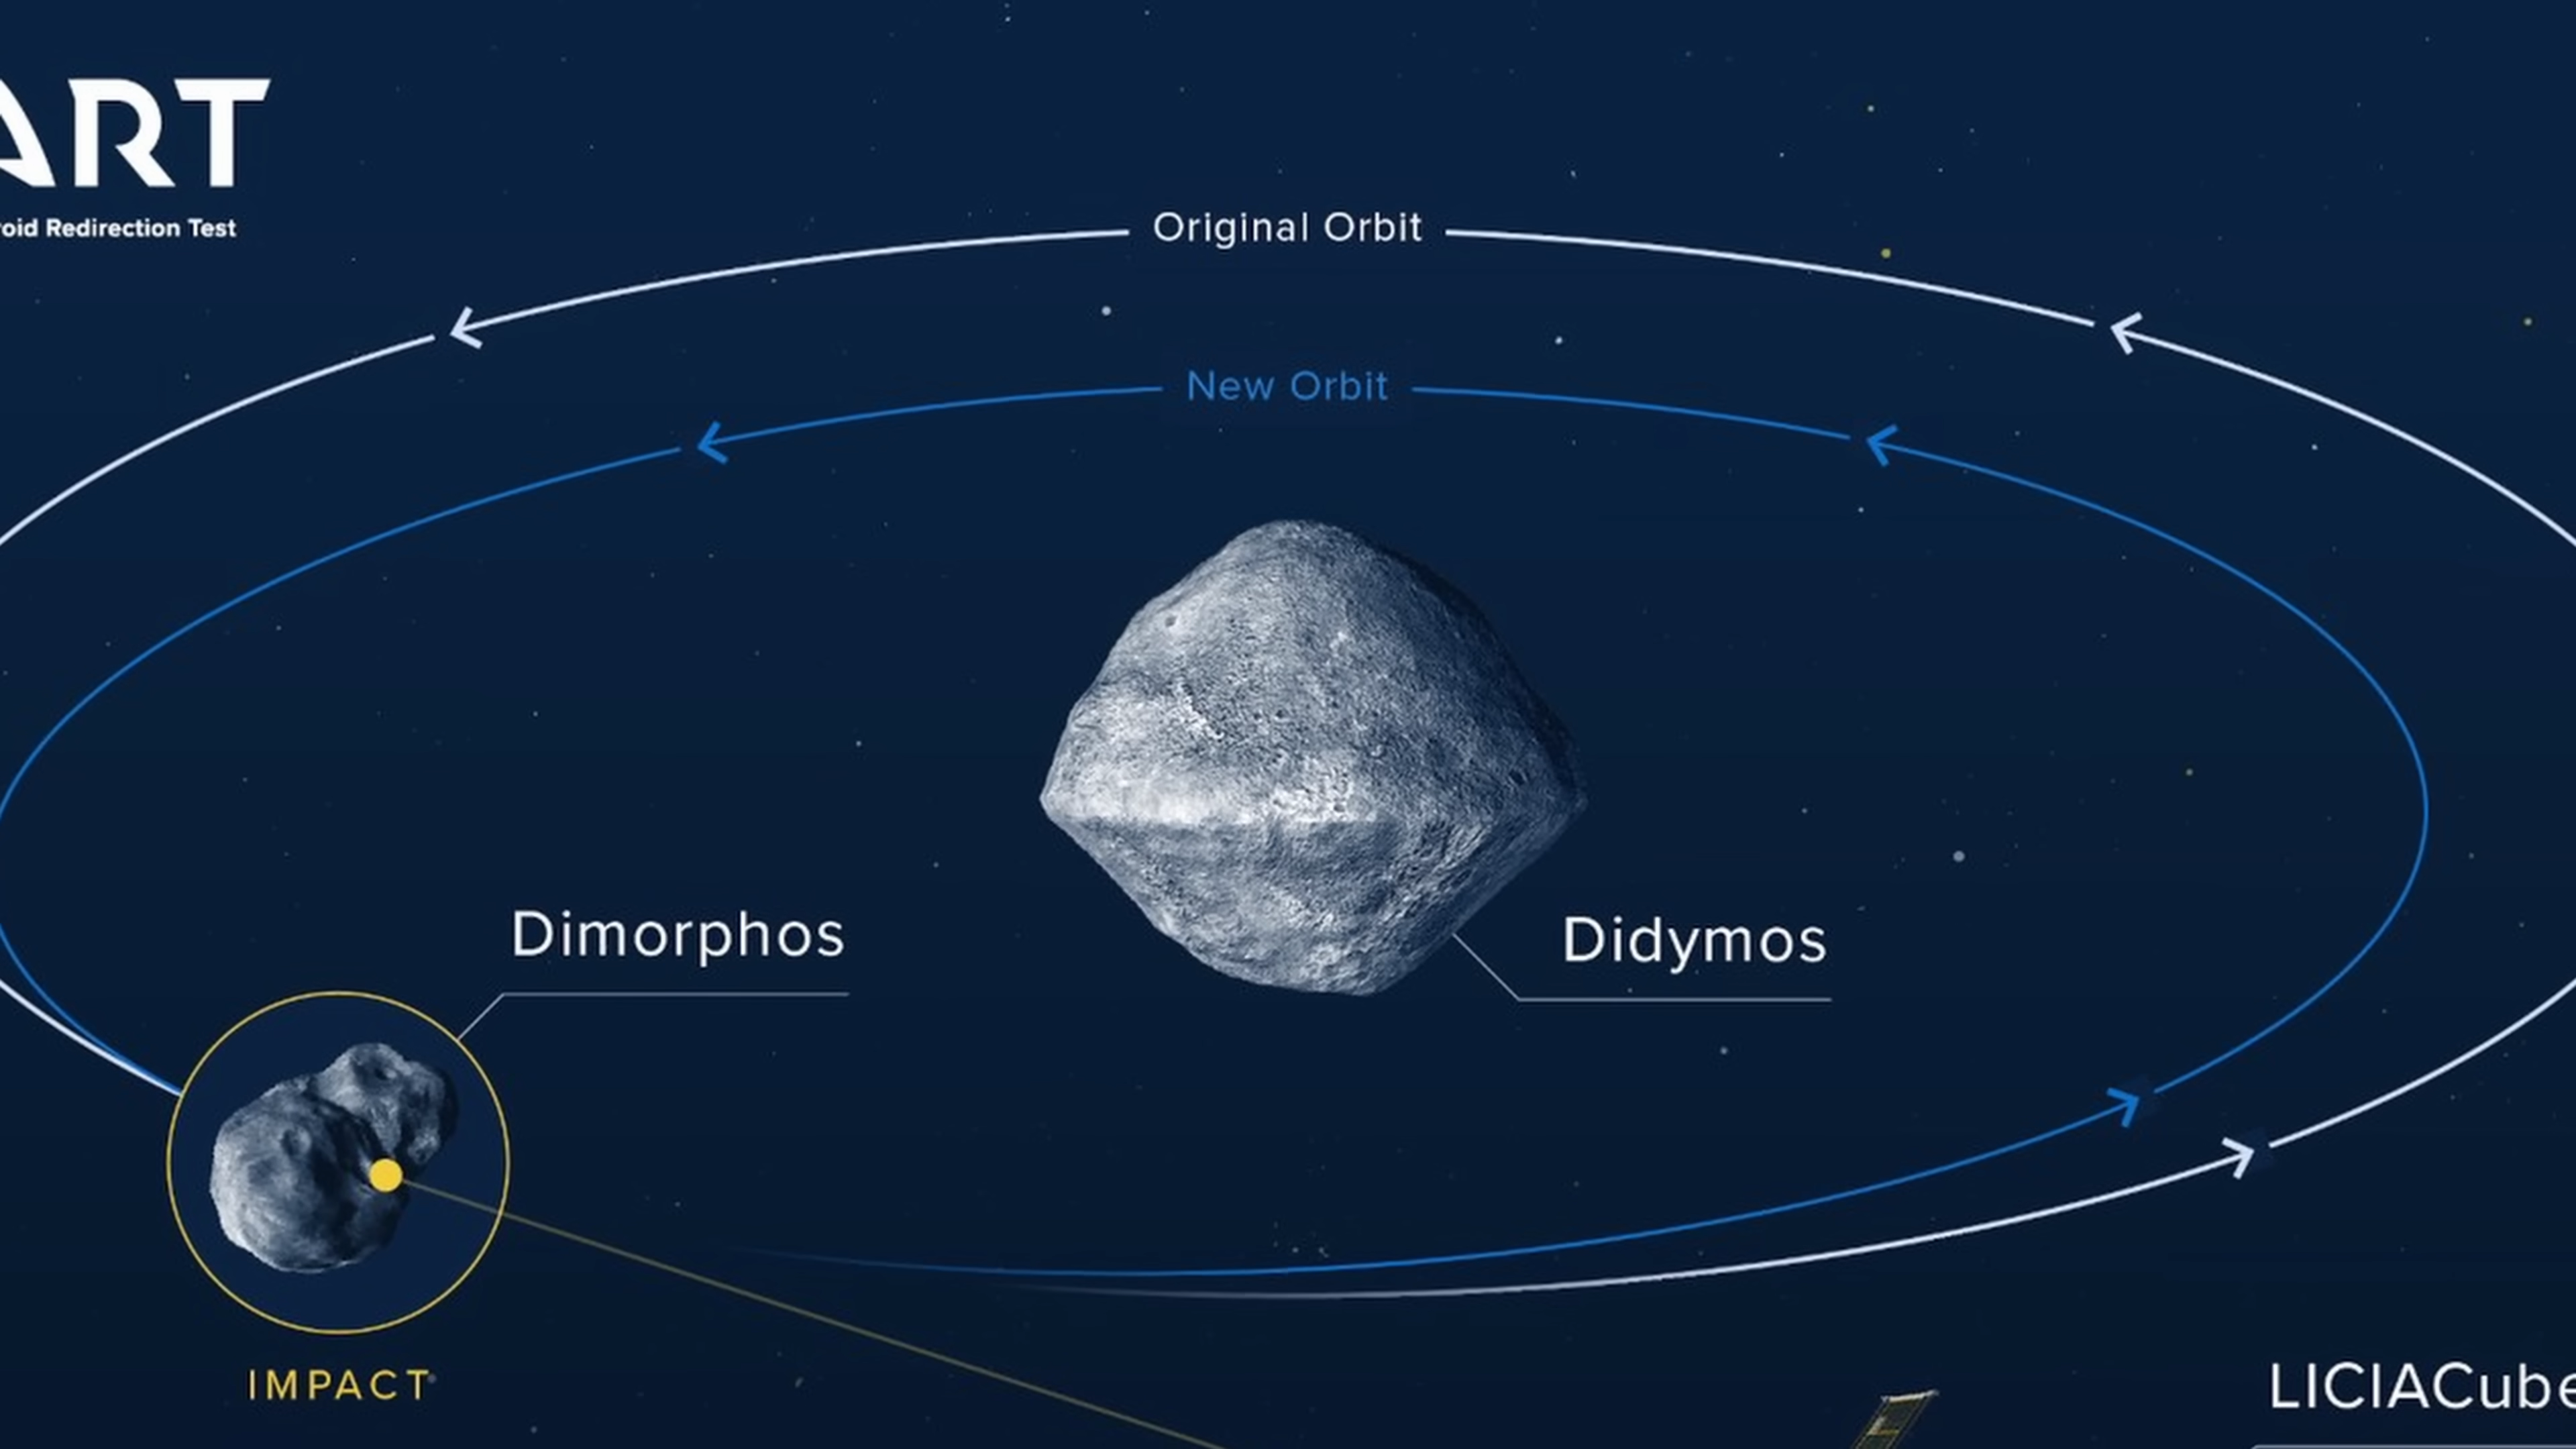 ART
oid Redirection Test
Original Orbit
New Orbit
Dimorphos
Didymos
IMPACT
LICIACube